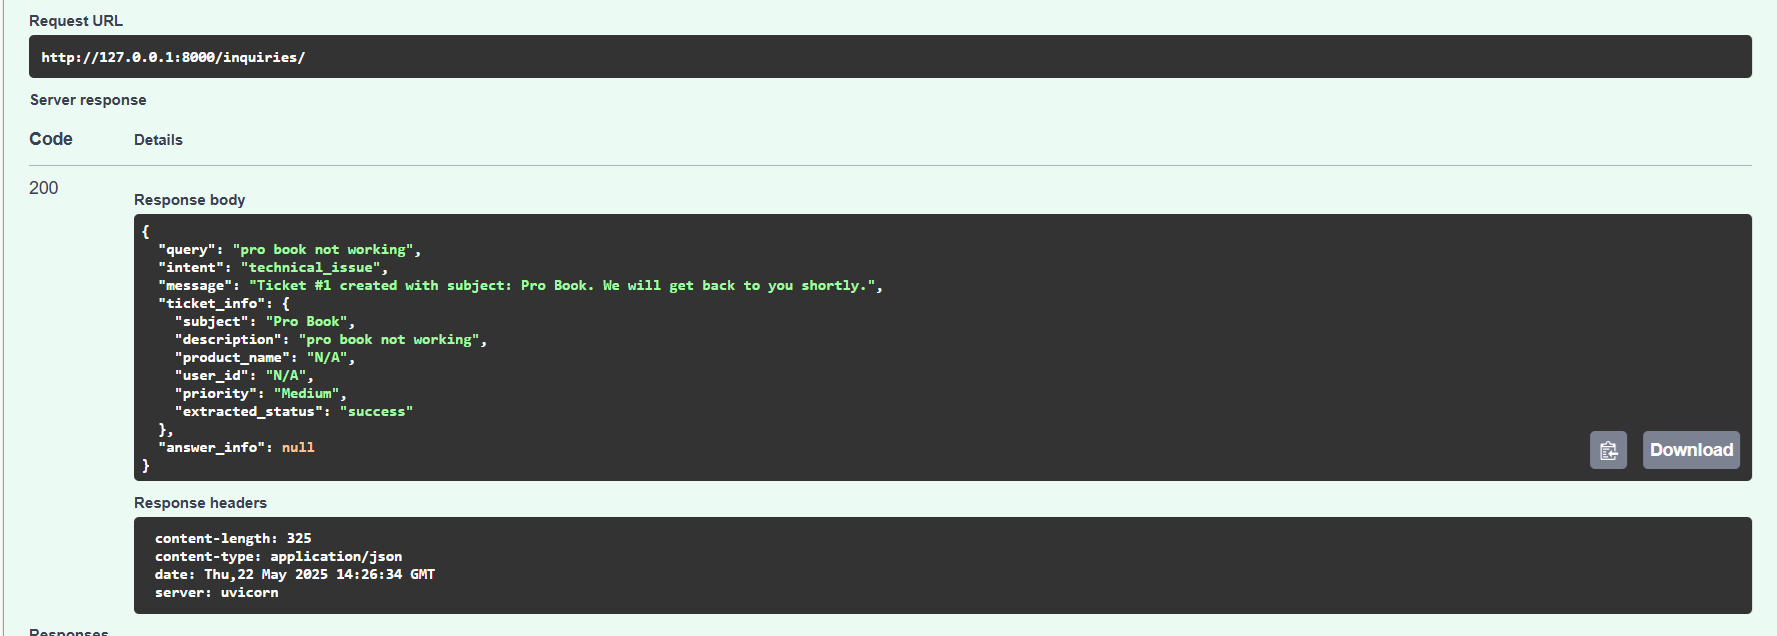 Request URL
http://127.0.0.1:8000/inquiries/
Server response
Code Details
200
Response body
{
"query": "pro book not working",
"intent": "technical_issue",
"message": "Ticket #1 created with subject: Pro Book. We will get back to you shortly.",
"ticket_info": {
"subject": "Pro Book",
"description": "pro book not working",
"product_name": "N/A",
"user_id": "N/A",
"priority": "Medium",
"extracted_status": "success"
},
"answer_info": null
}
Download
Response headers
content-length: 325
content-type: application/json
date: Thu,22 May 2025 14:26:34 GMT
server: uvicorn
Responses